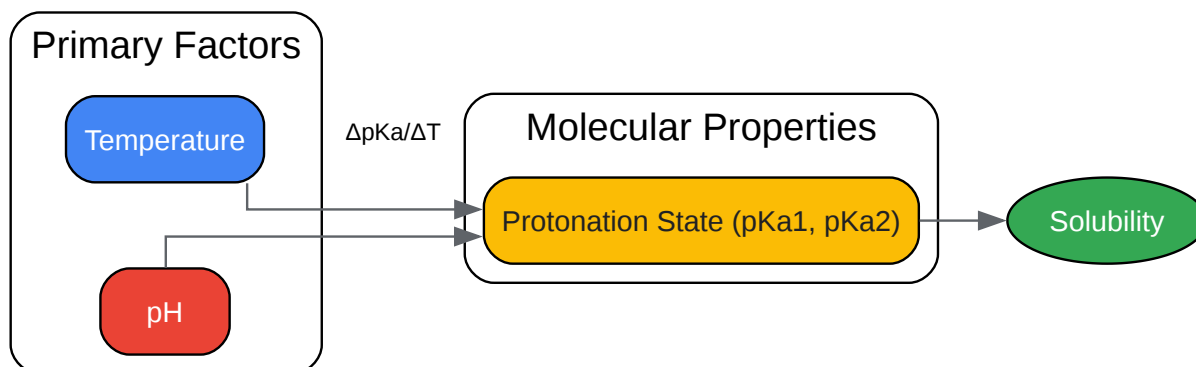 Primary Factors
Temperature
ΔpKa/ΔT
Molecular Properties
Protonation State (pKa1, pKa2)
Solubility
pH